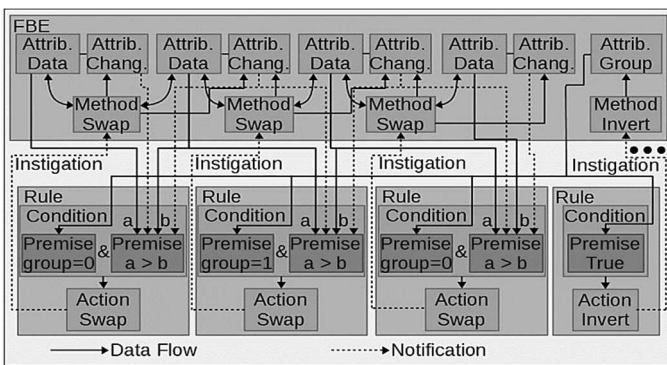 FBE
Attrib. Attrib. Attrib. Attrib. Attrib. Attrib. Attrib. Attrib. Attrib.
Data Chang. Data Chang. Data Chang. Data Chang. Group
Method Method Method Method
Swap Swap Swap Invert
Instigation Instigation Instigation Instigation
Rule Rule Rule Rule
Condition a b Condition a b Condition a b Condition
Premise & Premise Premise & Premise Premise & Premise Premise
group=0 a > b group=1 a > b group=0 a > b True
Action Action Action Action
Swap Swap Swap Invert
Data Flow Notification